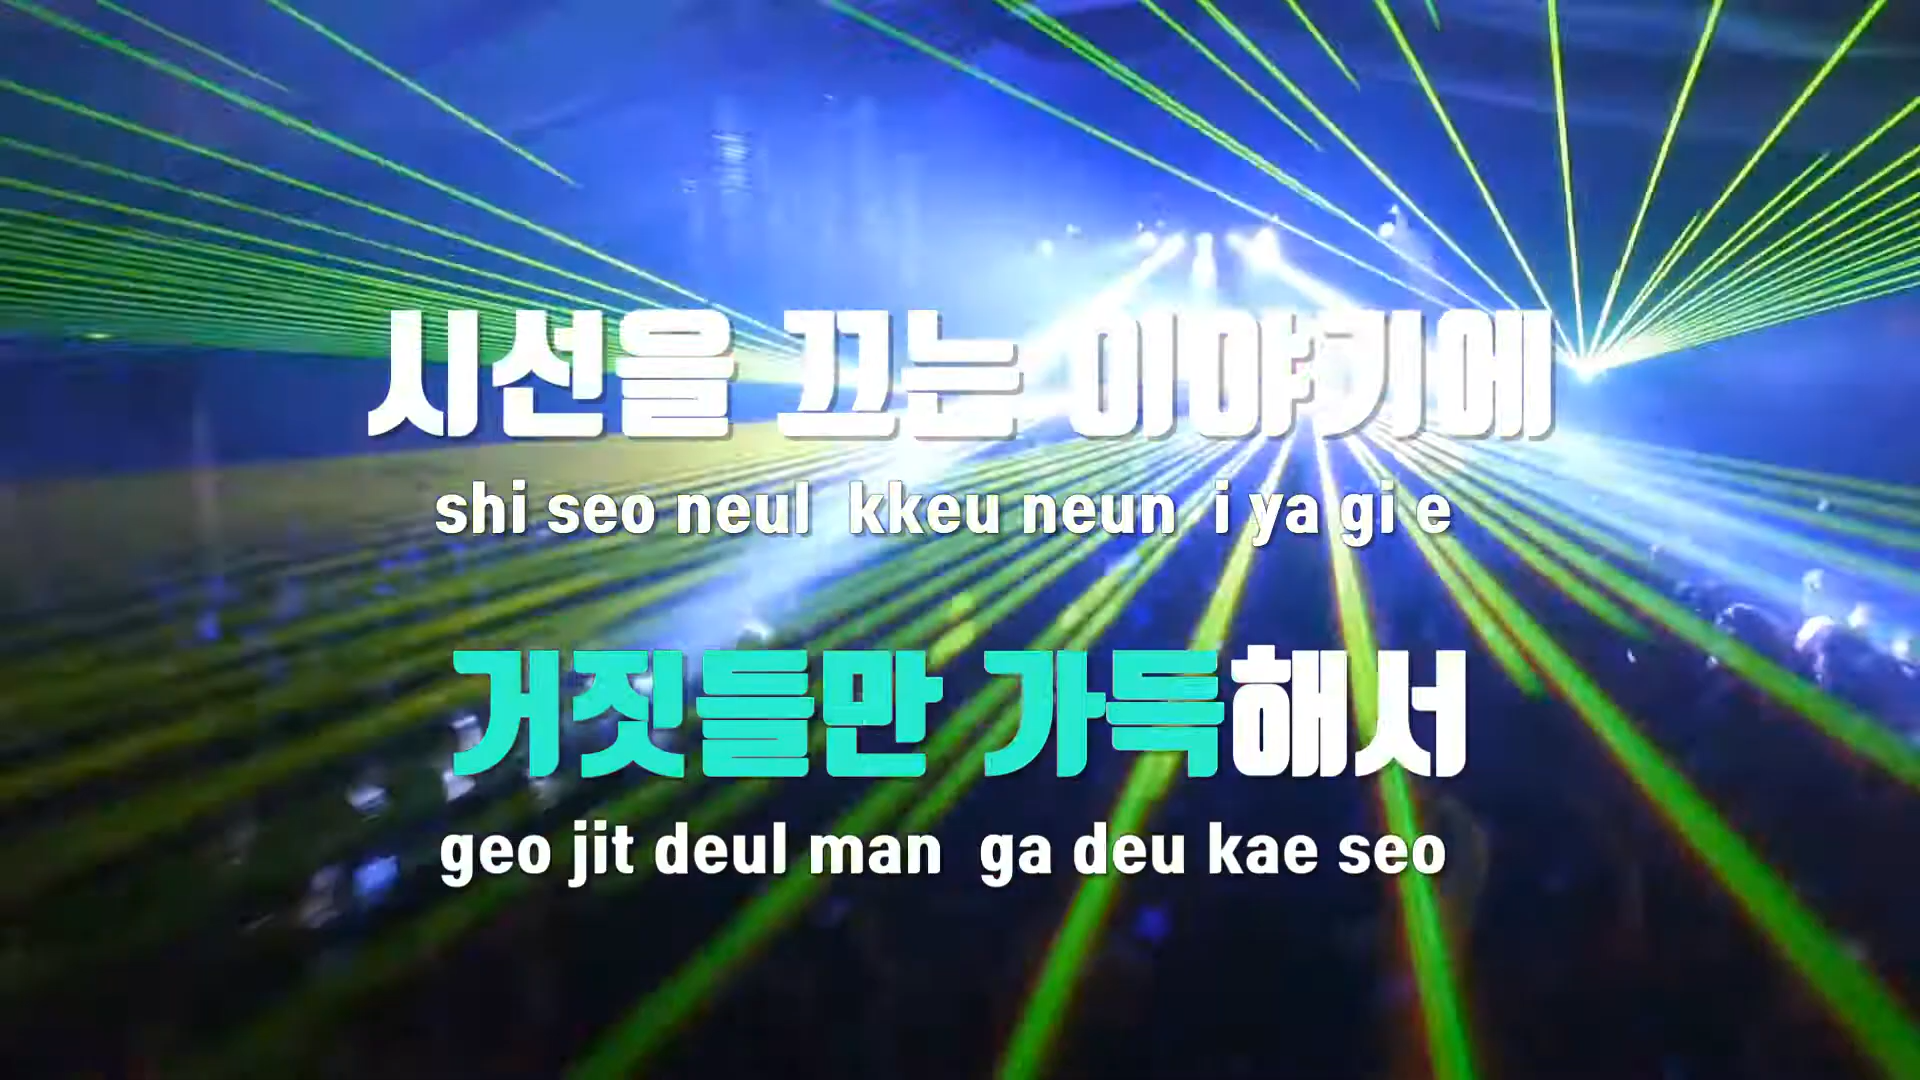 시선을 끄는 이야기에
shi seo neul kkeu neun i ya gi e
거짓들만 가득해서
geo jit deul man ga deu kae seo